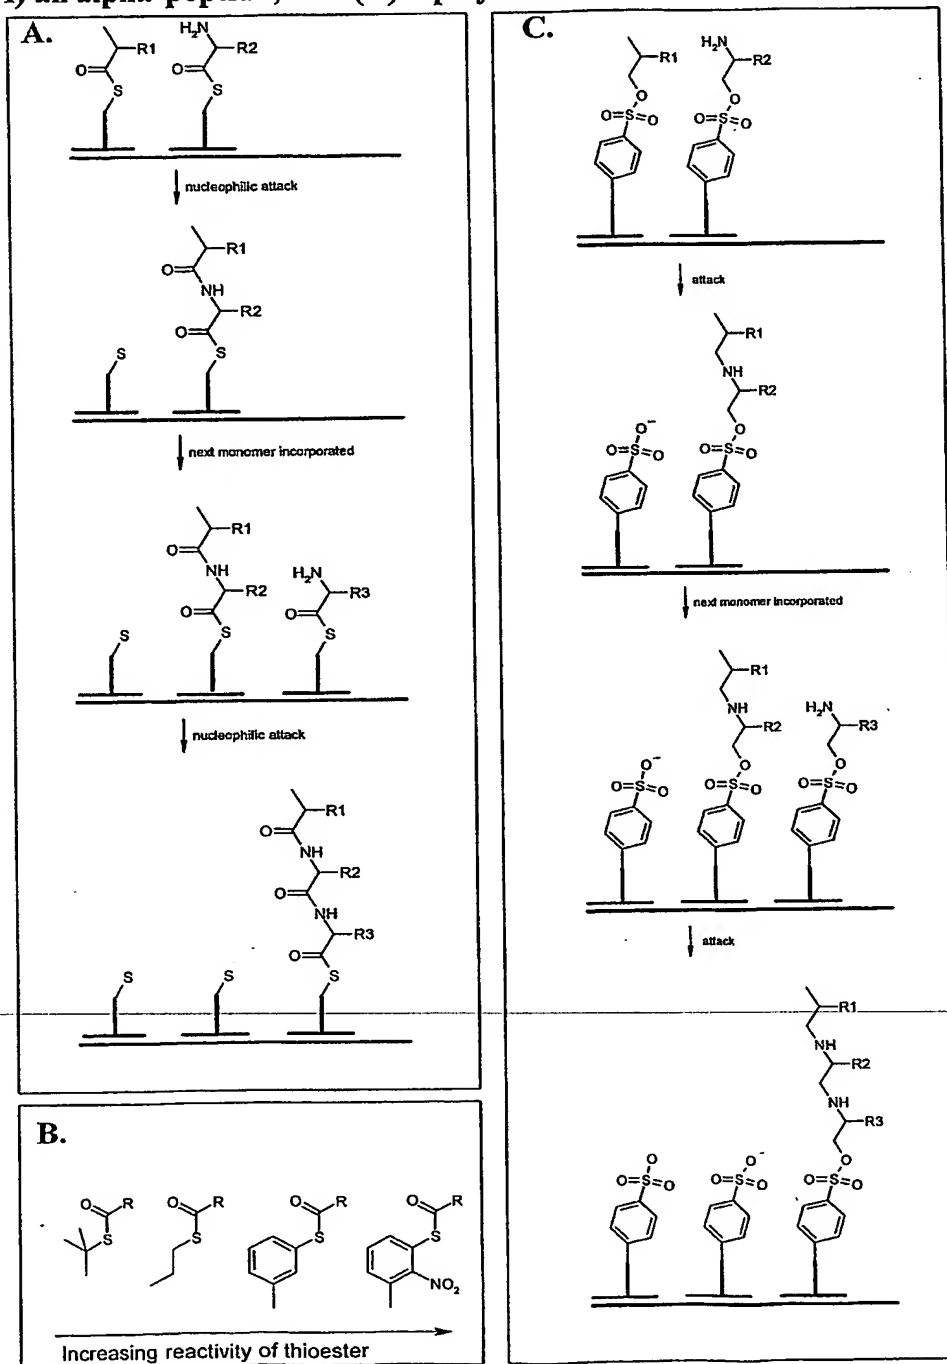 A.
R1
O
S
H₂N
R2
O
S
nucleophilic attack
R1
O
NH
R2
O
S
S
next monomer incorporated
R1
O
NH
R2
O
S
S
H₂N
R3
O
S
nucleophilic attack
R1
O
NH
R2
O
NH
R3
O
S
S
S
B.
O R
S
O R
S
O R
S
O R
S
NO₂
Increasing reactivity of thioester
C.
R1
O
O=S=O
H₂N
R2
O
O=S=O
attack
R1
NH
R2
O
O=S=O
O⁻
O=S=O
next monomer incorporated
R1
NH
R2
O
O=S=O
O⁻
O=S=O
H₂N
R3
O
O=S=O
attack
R1
NH
R2
NH
R3
O
O=S=O
O
O=S=O
O⁻
O=S=O